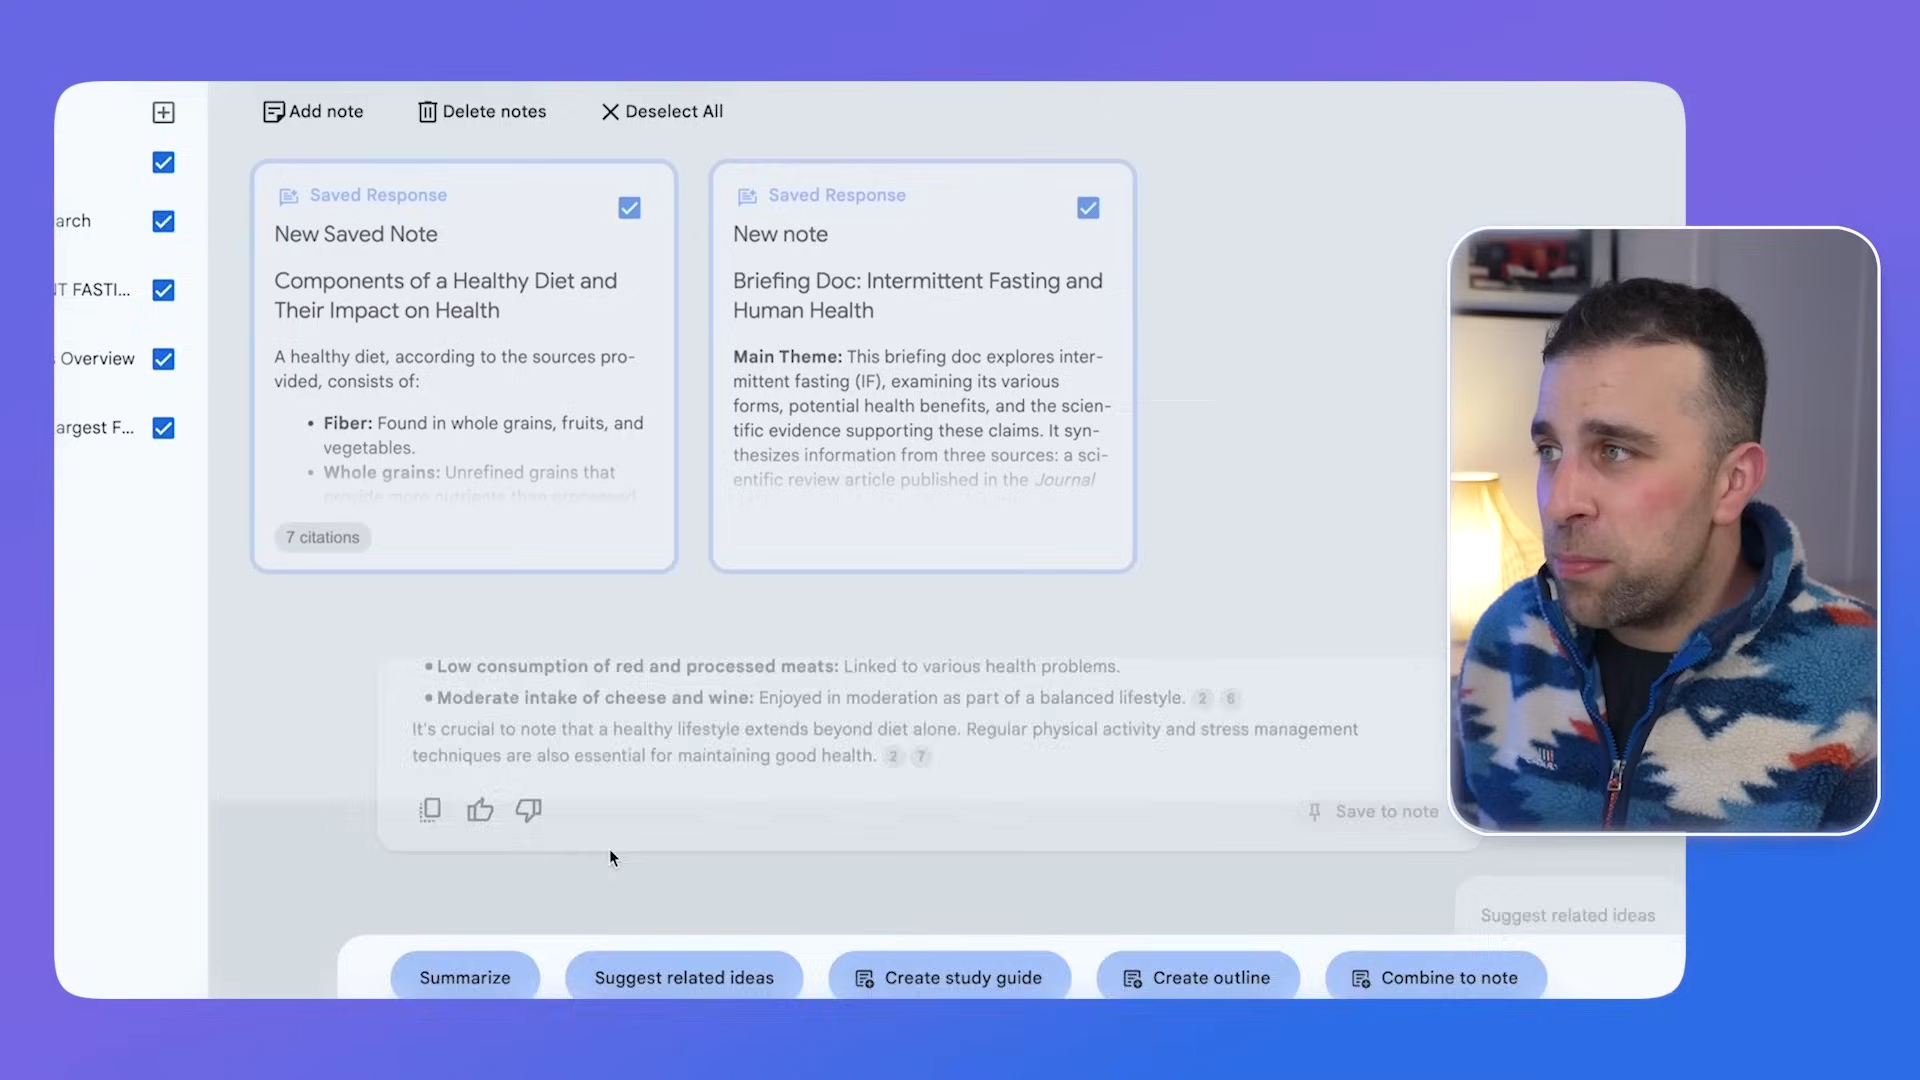 Add note
Delete notes
Deselect All
arch
T FASTI...
Overview
argest F...
Saved Response
New Saved Note
Components of a Healthy Diet and
Their Impact on Health
A healthy diet, according to the sources pro-
vided, consists of:
• Fiber: Found in whole grains, fruits, and
vegetables.
• Whole grains: Unrefined grains that
provide more nutrients than processed
7 citations
Saved Response
New note
Briefing Doc: Intermittent Fasting and
Human Health
Main Theme: This briefing doc explores inter-
mittent fasting (IF), examining its various
forms, potential health benefits, and the scien-
tific evidence supporting these claims. It syn-
thesizes information from three sources: a sci-
entific review article published in the Journal
• Low consumption of red and processed meats: Linked to various health problems.
• Moderate intake of cheese and wine: Enjoyed in moderation as part of a balanced lifestyle. 2 6
It's crucial to note that a healthy lifestyle extends beyond diet alone. Regular physical activity and stress management
techniques are also essential for maintaining good health. 2 7
Save to note
Suggest related ideas
Summarize
Suggest related ideas
Create study guide
Create outline
Combine to note